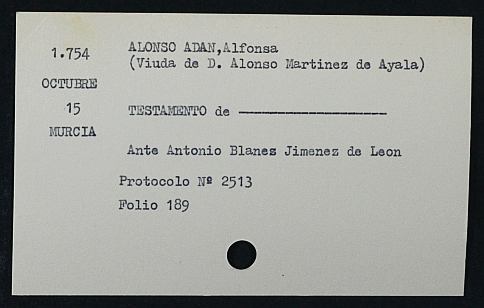 1.754
OCTUBRE
15
MURCIA
ALONSO ADAN,Alfonsa
(Viuda de D. Alonso Martinez de Ayala)
TESTAMENTO de ---------------------
Ante Antonio Blanes Jimenez de Leon
Protocolo Nº 2513
Folio 189